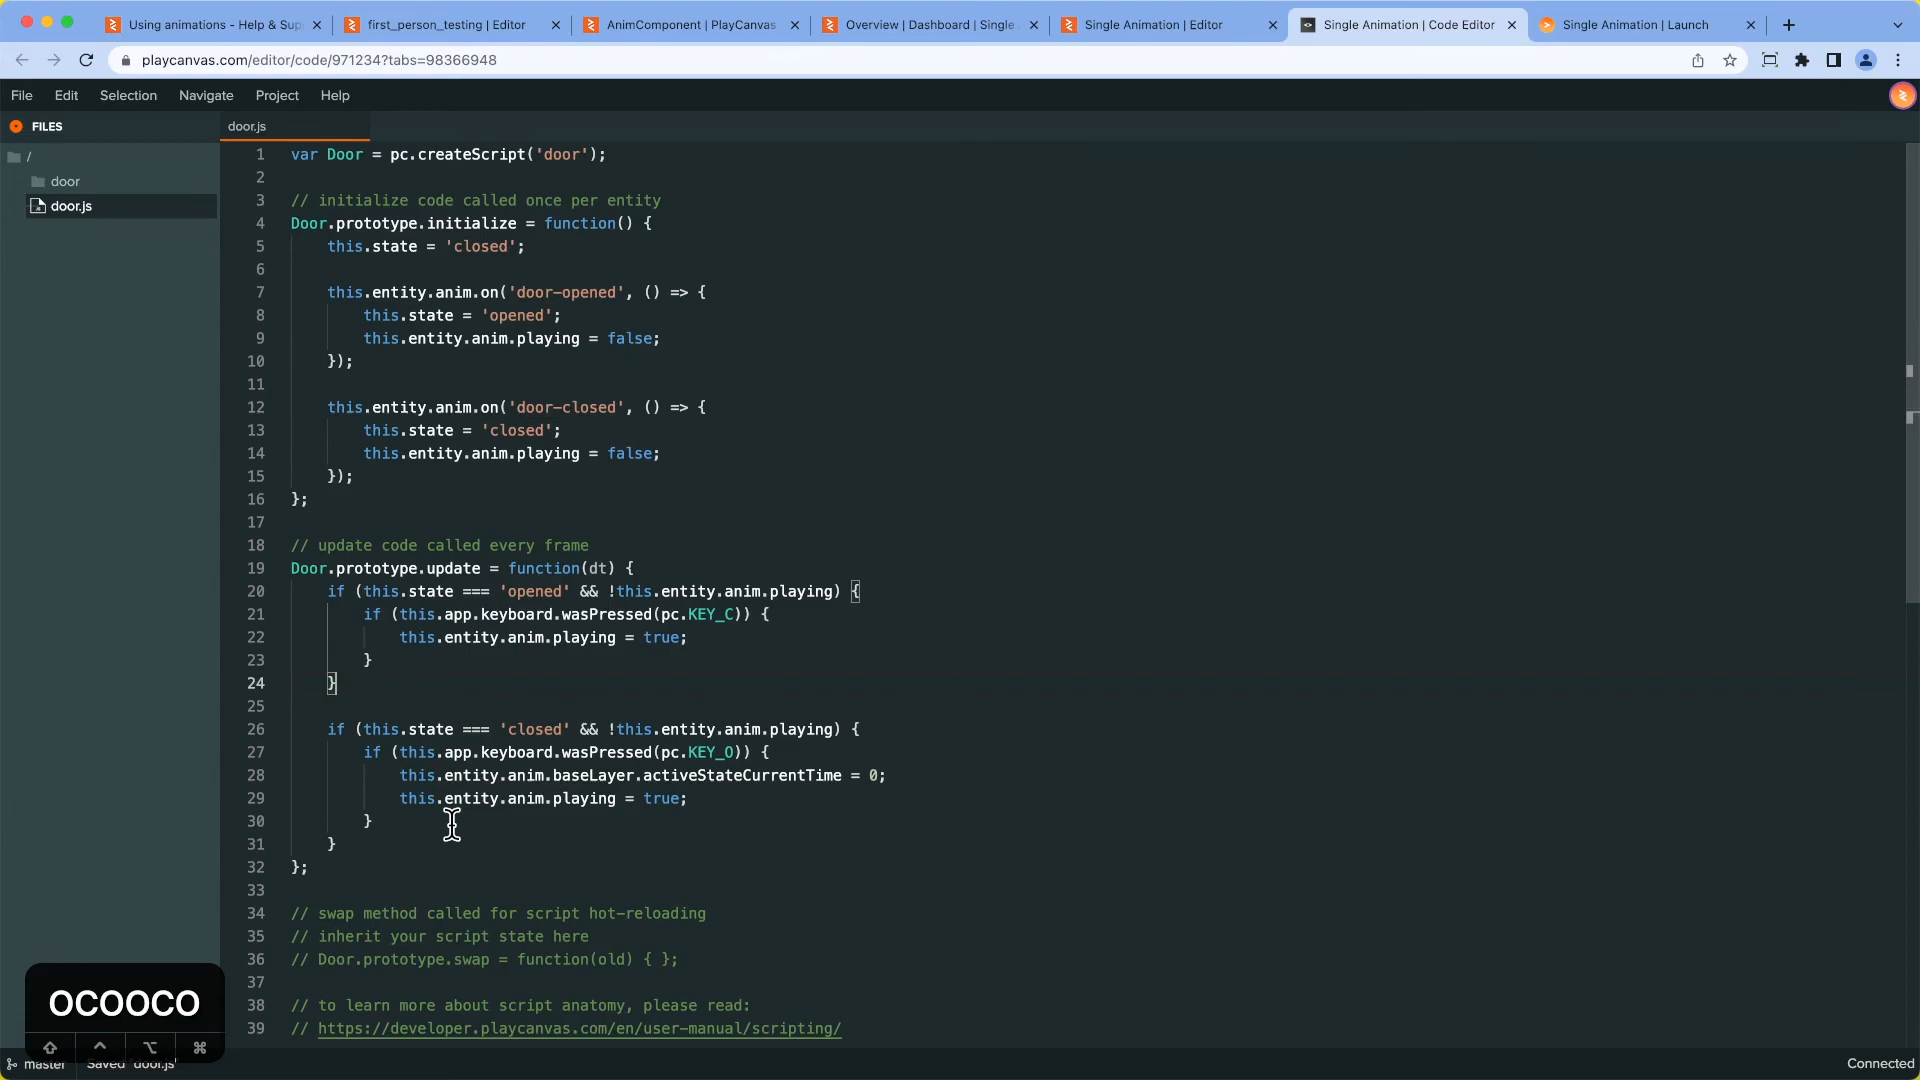 Using animations - Help & Sup
first_person_testing | Editor
AnimComponent | PlayCanvas
Overview | Dashboard | Single
Single Animation | Editor
Single Animation | Code Editor
Single Animation | Launch
playcanvas.com/editor/code/971234?tabs=98366948
File Edit Selection Navigate Project Help
FILES
/
door
door.js
door.js
1 var Door = pc.createScript('door');
2
3 // initialize code called once per entity
4 Door.prototype.initialize = function() {
5 this.state = 'closed';
6
7 this.entity.anim.on('door-opened', () => {
8 this.state = 'opened';
9 this.entity.anim.playing = false;
10 });
11
12 this.entity.anim.on('door-closed', () => {
13 this.state = 'closed';
14 this.entity.anim.playing = false;
15 });
16 };
17
18 // update code called every frame
19 Door.prototype.update = function(dt) {
20 if (this.state === 'opened' && !this.entity.anim.playing) {
21 if (this.app.keyboard.wasPressed(pc.KEY_C)) {
22 this.entity.anim.playing = true;
23 }
24 }
25
26 if (this.state === 'closed' && !this.entity.anim.playing) {
27 if (this.app.keyboard.wasPressed(pc.KEY_O)) {
28 this.entity.anim.baseLayer.activeStateCurrentTime = 0;
29 this.entity.anim.playing = true;
30 }
31 }
32 };
33
34 // swap method called for script hot-reloading
35 // inherit your script state here
36 // Door.prototype.swap = function(old) { };
37
38 // to learn more about script anatomy, please read:
39 // https://developer.playcanvas.com/en/user-manual/scripting/
OCOOCO
master Saved 'door.js'
Connected